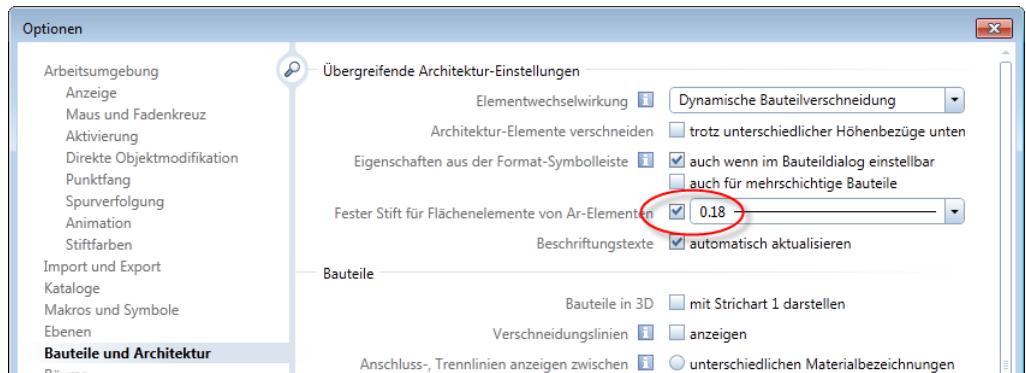 Optionen
Arbeitsumgebung
Anzeige
Maus und Fadenkreuz
Aktivierung
Direkte Objektmodifikation
Punktfang
Spurverfolgung
Animation
Stiftfarben
Import und Export
Kataloge
Makros und Symbole
Ebenen
Bauteile und Architektur
Räume
Übergreifende Architektur-Einstellungen
Elementwechselwirkung Dynamische Bauteilverschneidung
Architektur-Elemente verschneiden trotz unterschiedlicher Höhenbezüge unten
Eigenschaften aus der Format-Symbolleiste auch wenn im Bauteildialog einstellbar
auch für mehrschichtige Bauteile
Fester Stift für Flächenelemente von Ar-Elementen 0.18
Beschriftungstexte automatisch aktualisieren
Bauteile
Bauteile in 3D mit Strichart 1 darstellen
Verschneidungslinien anzeigen
Anschluss-, Trennlinien anzeigen zwischen unterschiedlichen Materialbezeichnungen